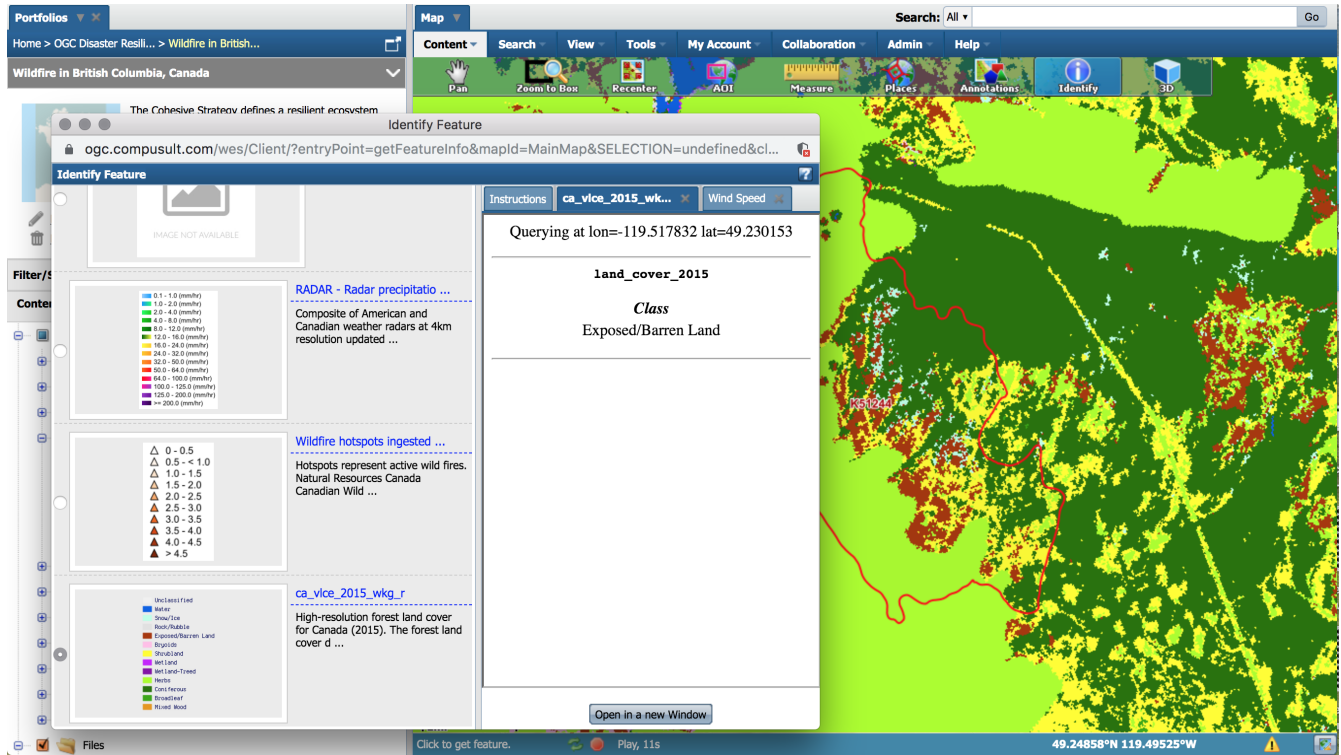 Portfolios
Home > OGC Disaster Resili... > Wildfire in British...
Wildfire in British Columbia, Canada
The Cohesive Strategy defines a resilient ecosystem
Filter/S
Conte
Files
Map
Search: All
Go
Content
Search
View
Tools
My Account
Collaboration
Admin
Help
Pan
Zoom to Box
Recenter
AOI
Measure
Places
Annotations
Identify
3D
Identify Feature
ogc.compusult.com/wes/Client/?entryPoint=getFeatureInfo&mapId=MainMap&SELECTION=undefined&cl...
Identify Feature
?
IMAGE NOT AVAILABLE
0.1 - 1.0 (mm/hr)
1.0 - 2.0 (mm/hr)
2.0 - 4.0 (mm/hr)
4.0 - 8.0 (mm/hr)
8.0 - 12.0 (mm/hr)
12.0 - 16.0 (mm/hr)
16.0 - 24.0 (mm/hr)
24.0 - 32.0 (mm/hr)
32.0 - 50.0 (mm/hr)
50.0 - 64.0 (mm/hr)
64.0 - 100.0 (mm/hr)
100.0 - 125.0 (mm/hr)
125.0 - 200.0 (mm/hr)
>= 200.0 (mm/hr)
RADAR - Radar precipitatio ...
Composite of American and
Canadian weather radars at 4km
resolution updated ...
0 - 0.5
0.5 - < 1.0
1.0 - 1.5
1.5 - 2.0
2.0 - 2.5
2.5 - 3.0
3.0 - 3.5
3.5 - 4.0
4.0 - 4.5
> 4.5
Wildfire hotspots ingested ...
Hotspots represent active wild fires.
Natural Resources Canada
Canadian Wild ...
Unclassified
Water
Snow/Ice
Rock/Rubble
Exposed/Barren Land
Bryoids
Shrubland
Wetland
Wetland-Treed
Herbs
Coniferous
Broadleaf
Mixed Wood
ca_vlce_2015_wkg_r
High-resolution forest land cover
for Canada (2015). The forest land
cover d ...
Instructions
ca_vlce_2015_wk...
Wind Speed
Querying at lon=-119.517832 lat=49.230153
land_cover_2015
Class
Exposed/Barren Land
Open in a new Window
K51244
Click to get feature.
Play, 11s
49.24858°N 119.49525°W